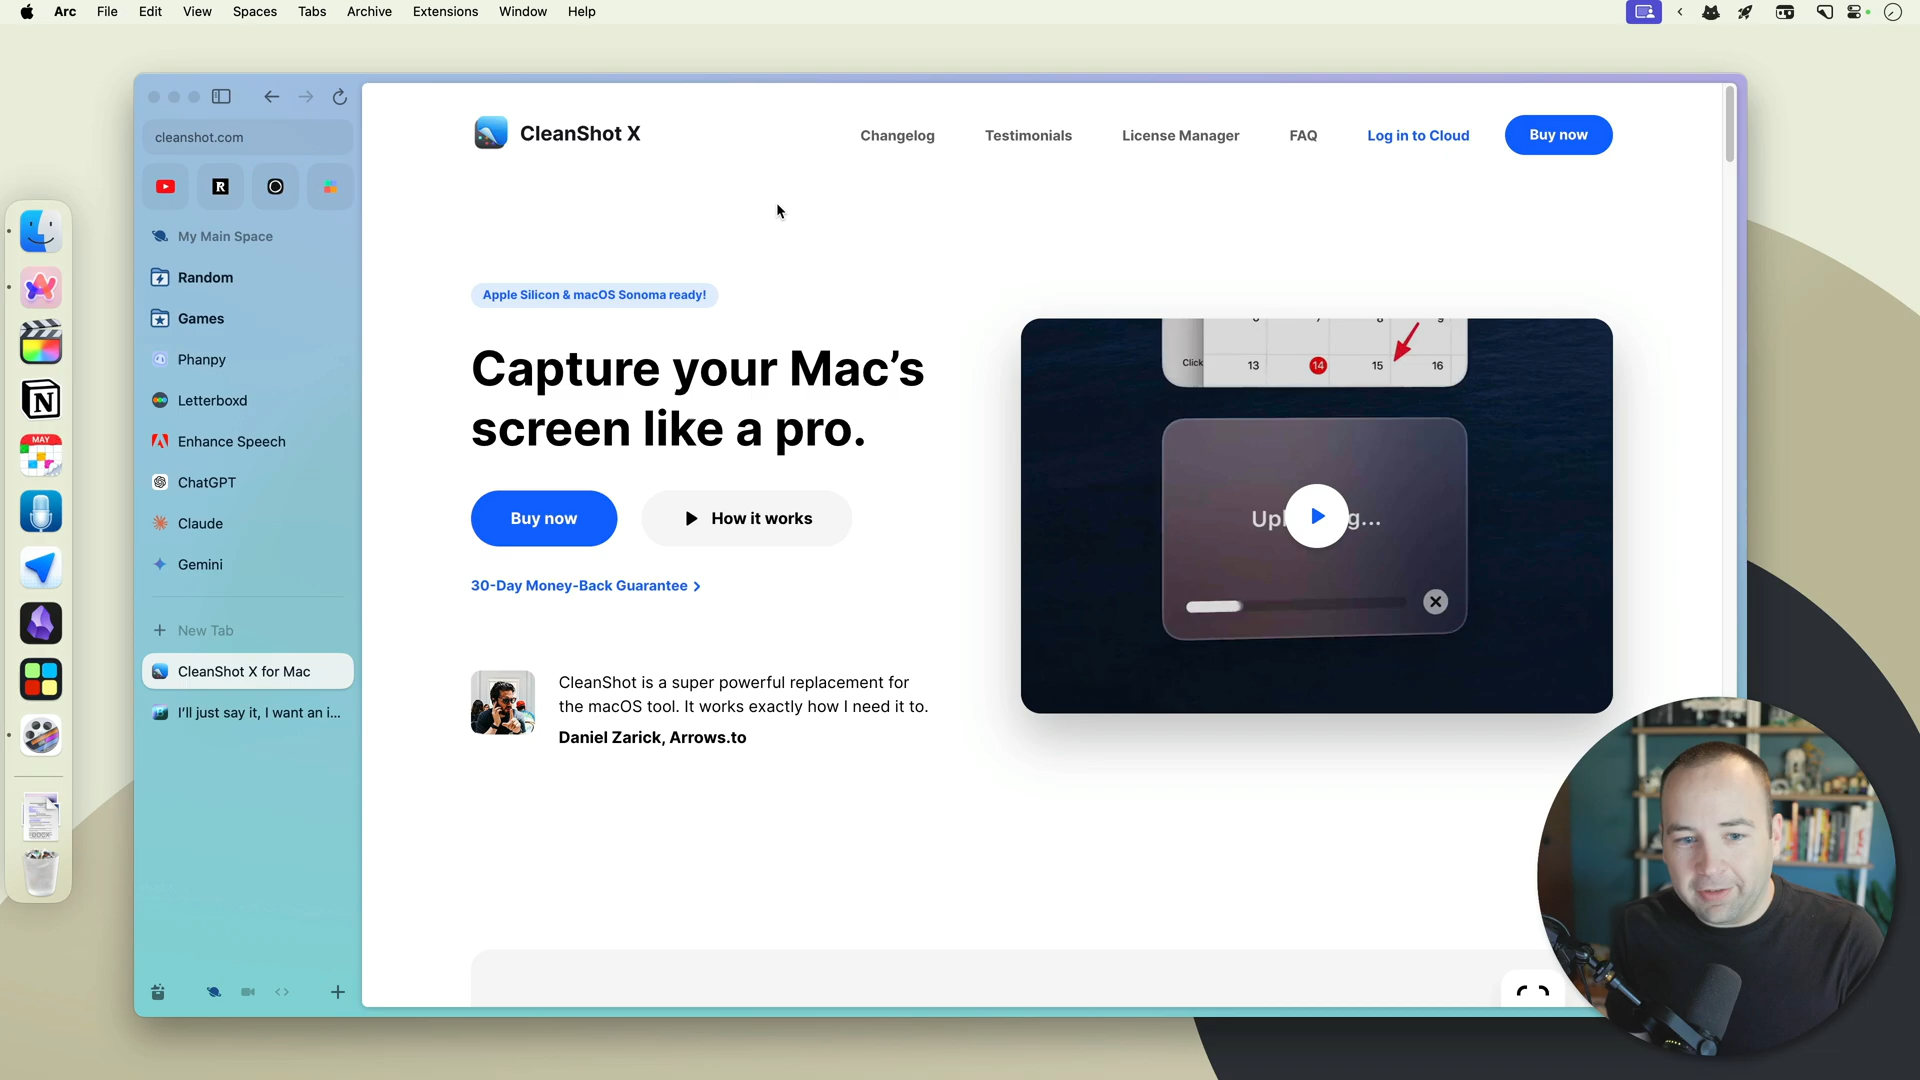 Arc File Edit View Spaces Tabs Archive Extensions Window Help
cleanshot.com
R
My Main Space
Random
Games
Phanpy
Letterboxd
Enhance Speech
ChatGPT
Claude
Gemini
New Tab
CleanShot X for Mac
I'll just say it, I want an i...
MAY
N
DOCX
CleanShot X
Changelog Testimonials License Manager FAQ Log in to Cloud Buy now
Apple Silicon & macOS Sonoma ready!
Capture your Mac's
screen like a pro.
Buy now How it works
30-Day Money-Back Guarantee
CleanShot is a super powerful replacement for
the macOS tool. It works exactly how I need it to.
Daniel Zarick, Arrows.to
Click
13 14 15 16